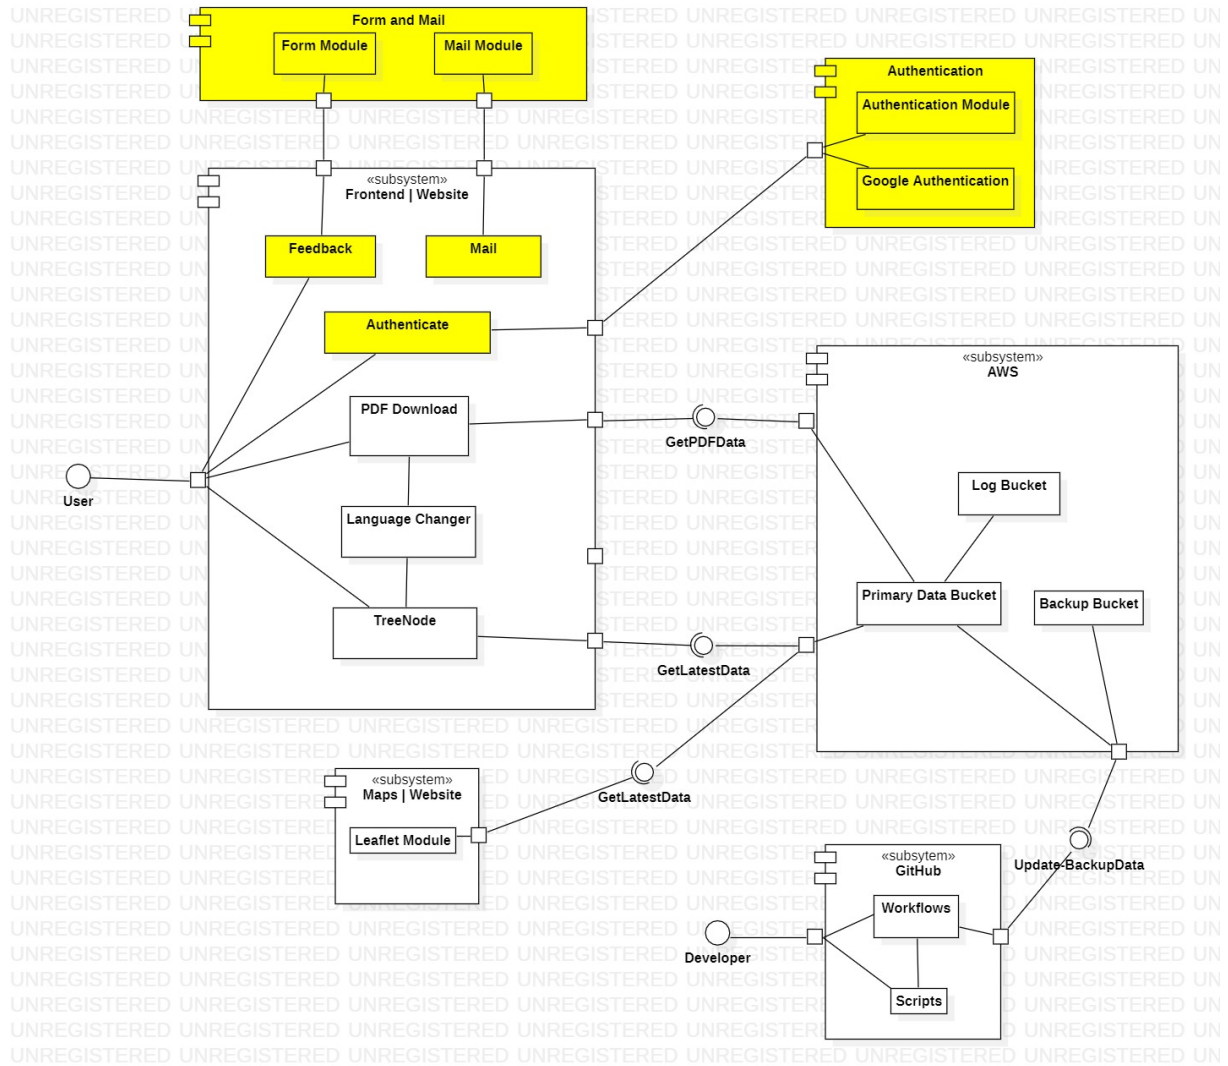 Form and Mail
Form Module
Mail Module
Authentication
Authentication Module
Google Authentication
«subsystem»
Frontend | Website
Feedback
Mail
Authenticate
PDF Download
Language Changer
TreeNode
User
GetPDFData
GetLatestData
«subsystem»
AWS
Log Bucket
Primary Data Bucket
Backup Bucket
«subsystem»
Maps | Website
Leaflet Module
GetLatestData
Update-BackupData
«subsytem»
GitHub
Workflows
Scripts
Developer
UNREGISTERED